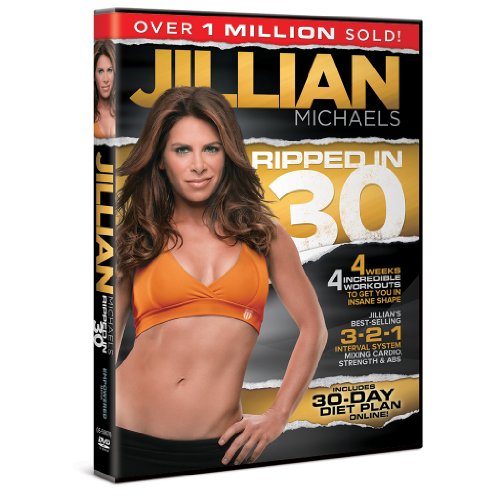 OVER 1 MILLION SOLD!
JILLIAN
MICHAELS
RIPPED IN
30
4 WEEKS
4 INCREDIBLE
WORKOUTS
TO GET YOU IN
INSANE SHAPE
JILLIAN'S
BEST-SELLING
3-2-1
INTERVAL SYSTEM
MIXING CARDIO,
STRENGTH & ABS
INCLUDES
30-DAY
DIET PLAN
ONLINE!
JILLIAN
MICHAELS
RIPPED IN
30
EMPOWERED
DVD